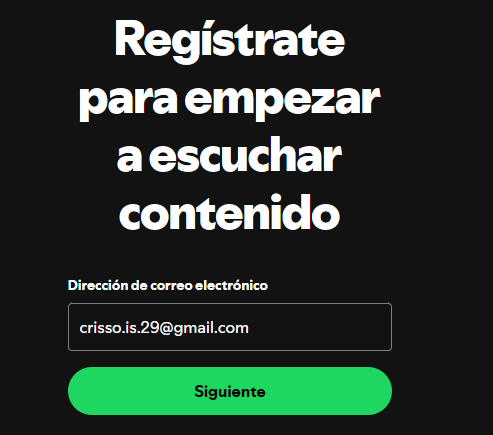 Regístrate
para empezar
a escuchar
contenido
Dirección de correo electrónico
crisso.is.29@gmail.com
Siguiente